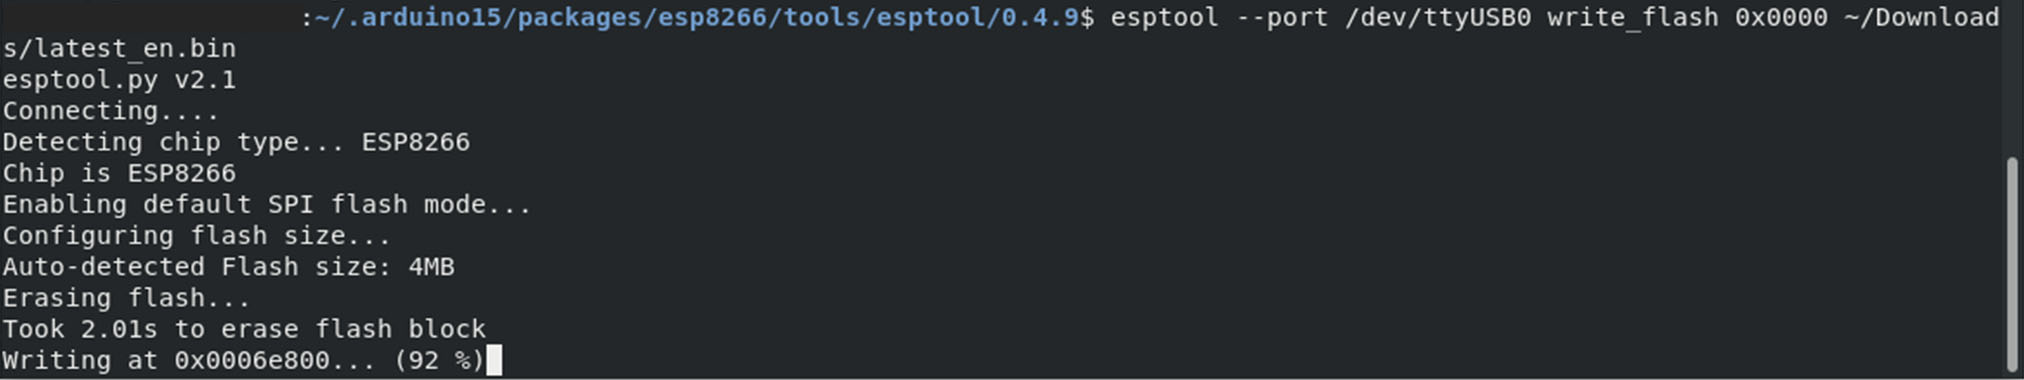 :~/.arduino15/packages/esp8266/tools/esptool/0.4.9$ esptool --port /dev/ttyUSB0 write_flash 0x0000 ~/Download
s/latest_en.bin
esptool.py v2.1
Connecting....
Detecting chip type... ESP8266
Chip is ESP8266
Enabling default SPI flash mode...
Configuring flash size...
Auto-detected Flash size: 4MB
Erasing flash...
Took 2.01s to erase flash block
Writing at 0x0006e800... (92 %)